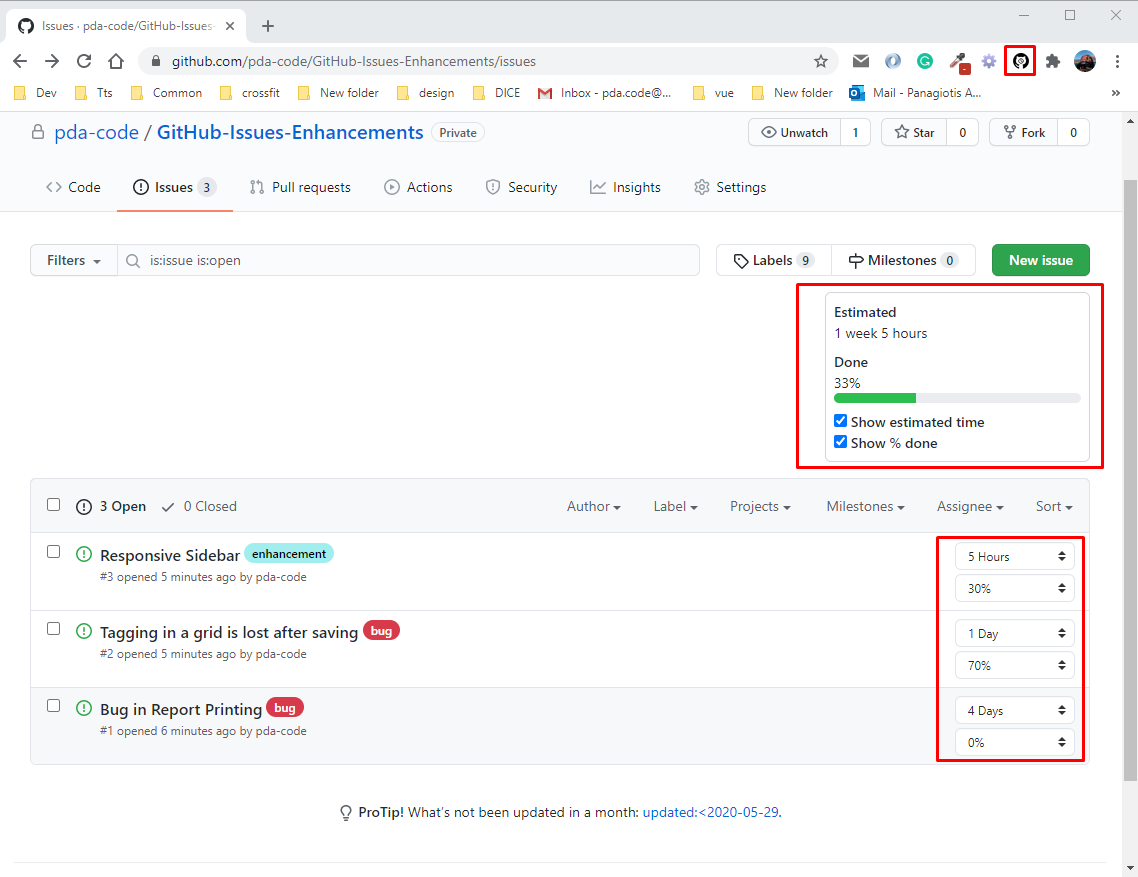 Issues · pda-code/GitHub-Issues-
github.com/pda-code/GitHub-Issues-Enhancements/issues
Dev Tts Common crossfit New folder design DICE Inbox - pda.code@... vue New folder Mail - Panagiotis A... »
pda-code / GitHub-Issues-Enhancements Private Unwatch 1 Star 0 Fork 0
Code Issues 3 Pull requests Actions Security Insights Settings
Filters is:issue is:open Labels 9 Milestones 0 New issue
Estimated
1 week 5 hours
Done
33%
Show estimated time
Show % done
3 Open 0 Closed Author Label Projects Milestones Assignee Sort
Responsive Sidebar enhancement 5 Hours
#3 opened 5 minutes ago by pda-code 30%
Tagging in a grid is lost after saving bug 1 Day
#2 opened 5 minutes ago by pda-code 70%
Bug in Report Printing bug 4 Days
#1 opened 6 minutes ago by pda-code 0%
ProTip! What's not been updated in a month: updated:<2020-05-29.